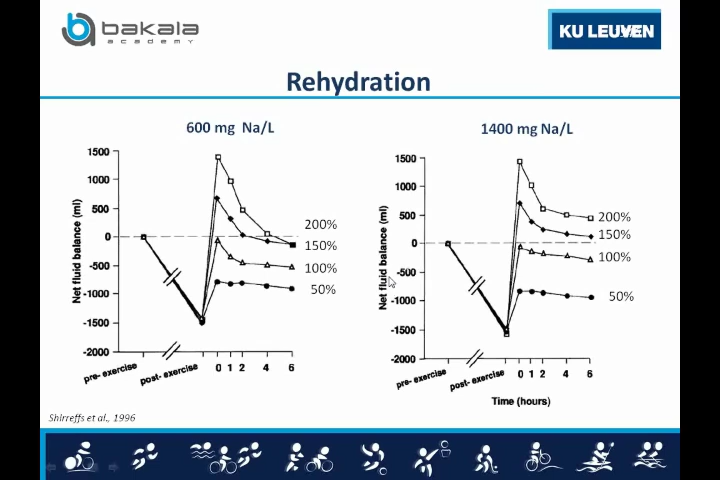 bakala
academy
KU LEUVEN
Rehydration
600 mg Na/L
1400 mg Na/L
Net fluid balance (ml)
1500
1000
500
0
-500
-1000
-1500
-2000
200%
150%
100%
50%
pre- exercise
post- exercise
0 1 2 4 6
Net fluid balance (ml)
1500
1000
500
0
-500
-1000
-1500
-2000
200%
150%
100%
50%
pre- exercise
post- exercise
0 1 2 4 6
Time (hours)
Shirreffs et al., 1996